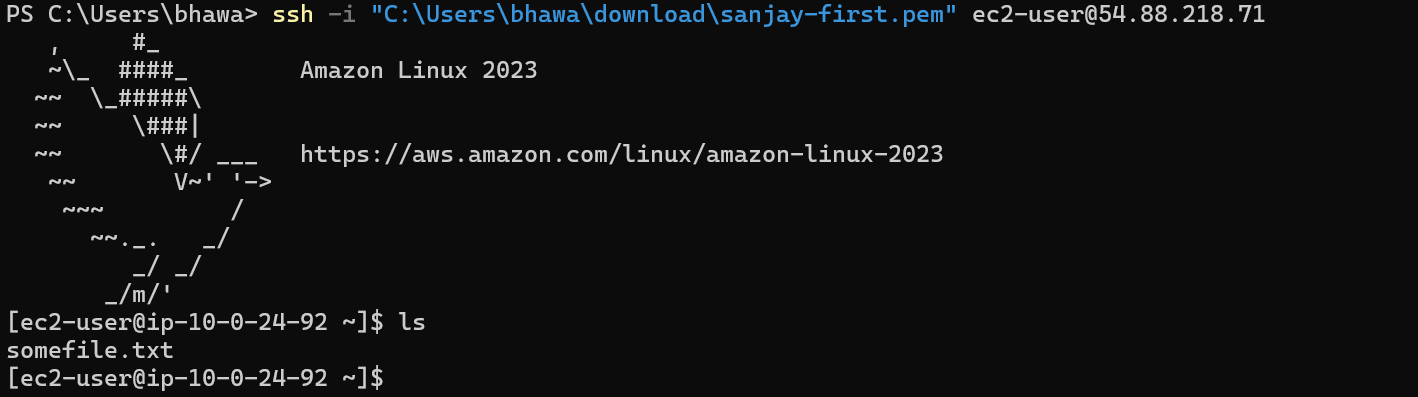 PS C:\Users\bhawa> ssh -i "C:\Users\bhawa\download\sanjay-first.pem" ec2-user@54.88.218.71
   ,     #_
   ~\_  ####_        Amazon Linux 2023
  ~~  \_#####\
  ~~     \###|
  ~~       \#/ ___   https://aws.amazon.com/linux/amazon-linux-2023
   ~~       V~' '->
    ~~~         /
      ~~._.   _/
         _/ _/
       _/m/'
[ec2-user@ip-10-0-24-92 ~]$ ls
somefile.txt
[ec2-user@ip-10-0-24-92 ~]$